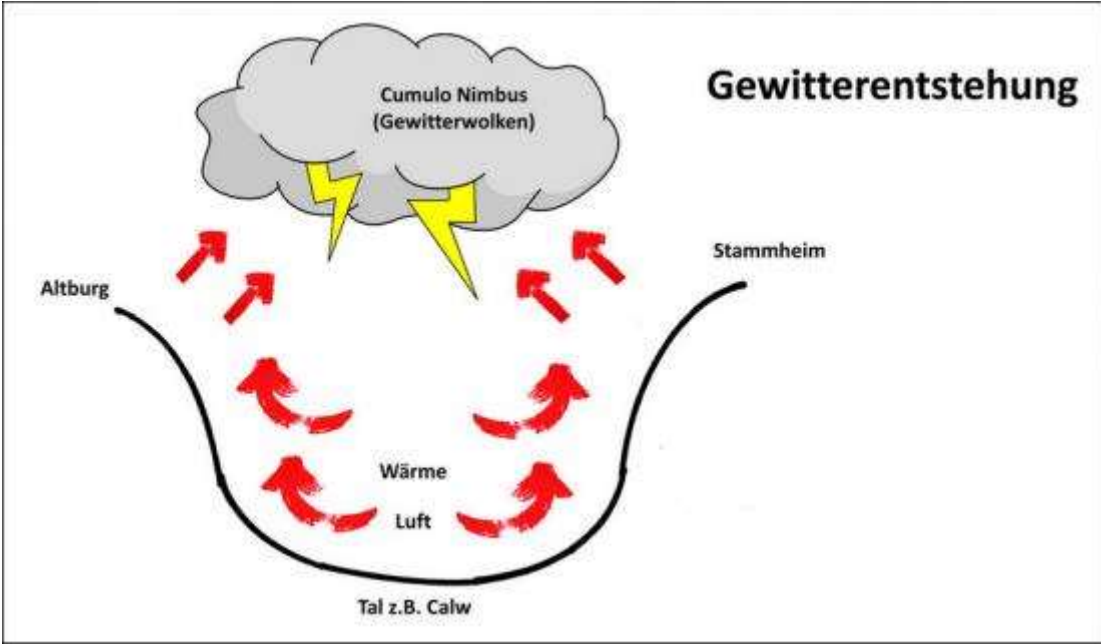 Gewitterentstehung
Cumulo Nimbus
(Gewitterwolken)
Stammheim
Altburg
Wärme
Luft
Tal z.B. Calw